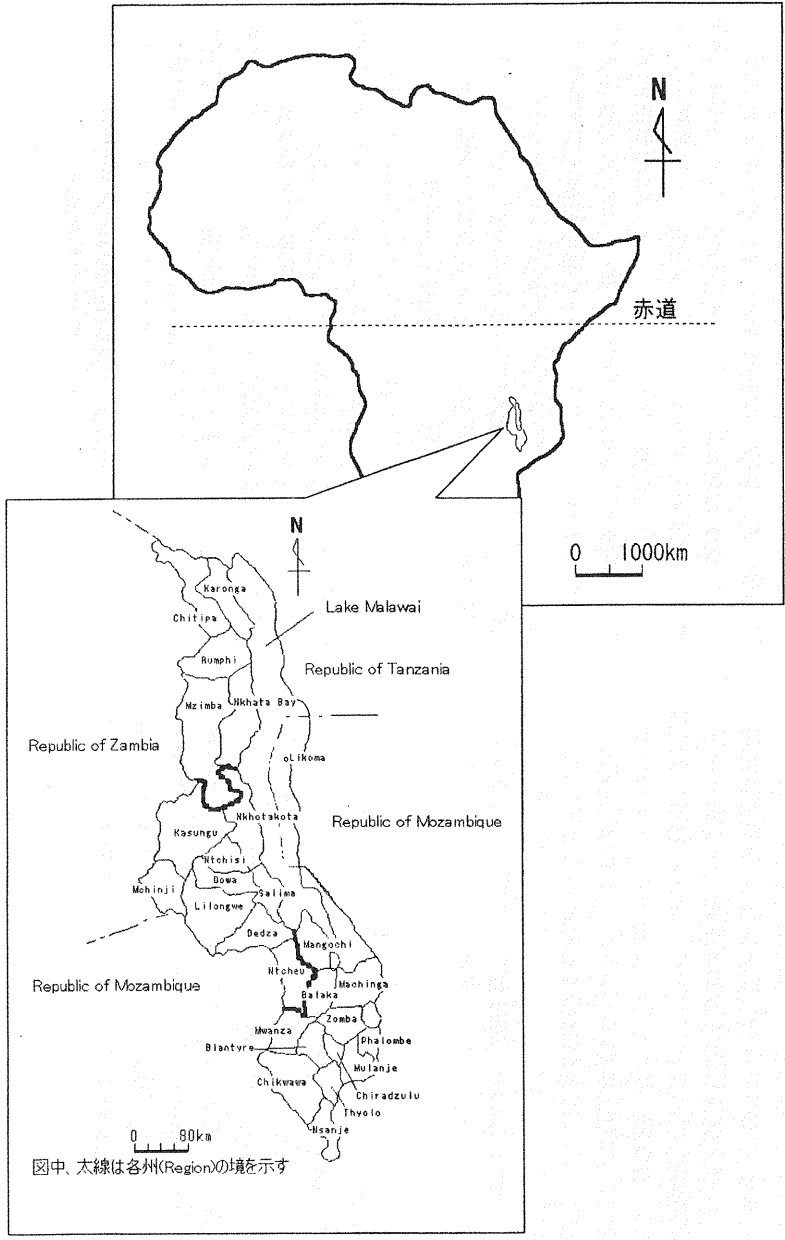 N
赤道
0 1000km
N
Karonga
Lake Malawai
Chitipa
Rumphi
Republic of Tanzania
Mzimba
Nkhata Bay
Republic of Zambia
oLikoma
Nkhotakota
Republic of Mozambique
Kasungu
Ntchisi
Dowa
Mchinji
Salima
Lilongwe
Dedza
Mangochi
Ntcheu
Republic of Mozambique
Machinga
Balaka
Zomba
Mwanza
Phalombe
Blantyre
Mulanje
Chikwawa
Chiradzulu
Thyolo
Nsanje
0 80km
図中、太線は各州(Region)の境を示す